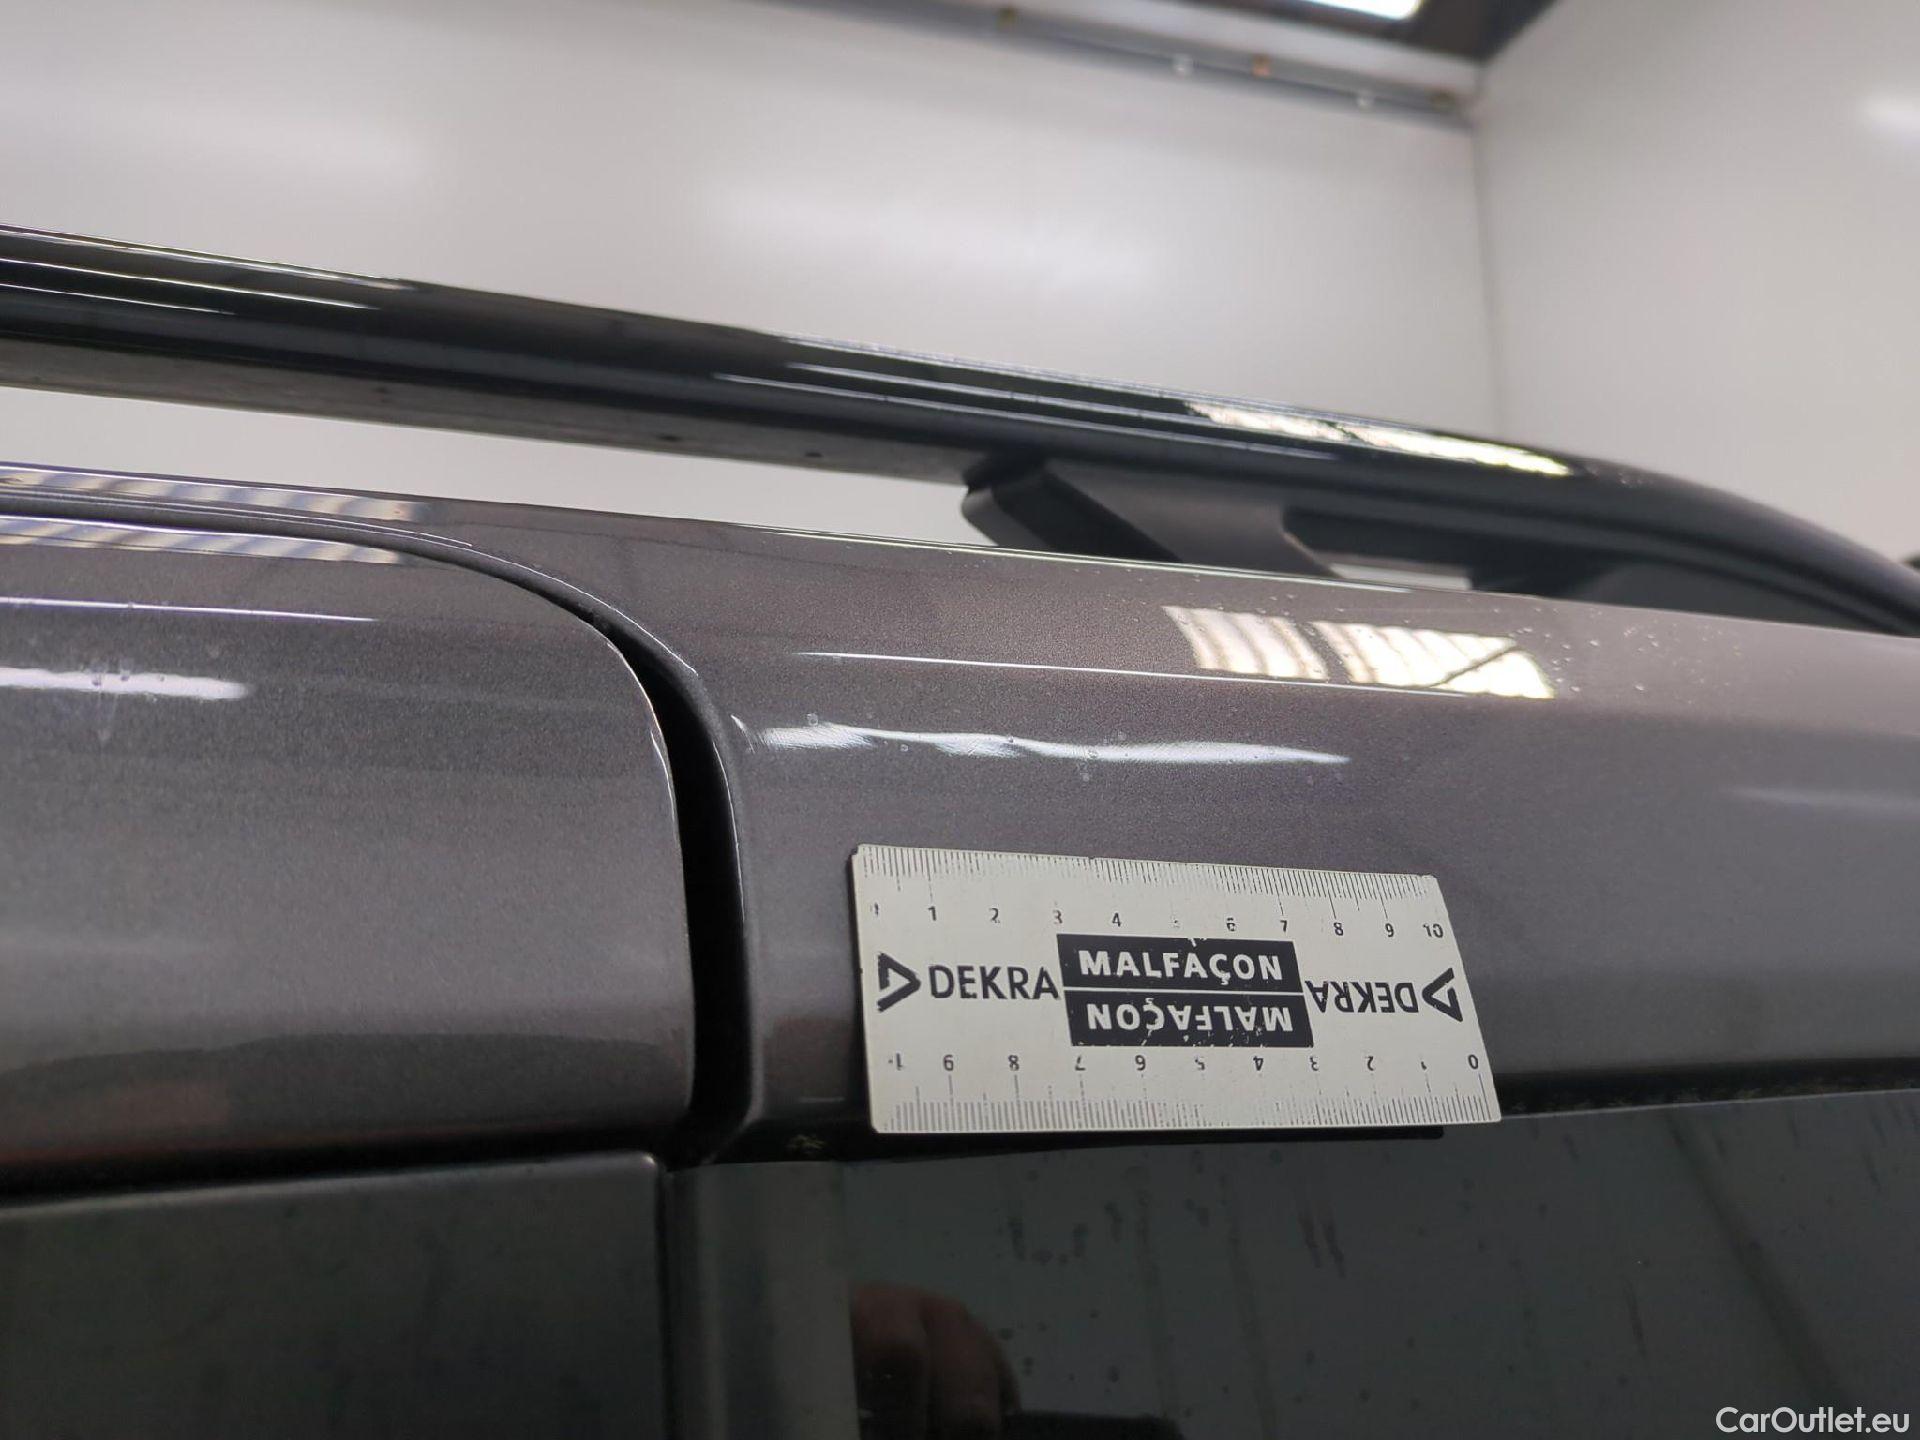 1 2 3 4 5 6 7 8 9 10
DEKRA MALFAÇON
MALFAÇON DEKRA
9 8 7 6 5 4 3 2 1 0
CarOutlet.eu